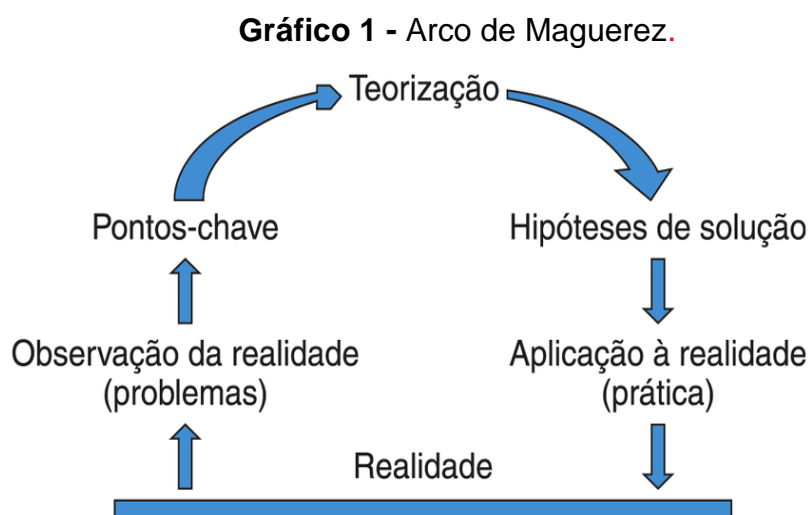 Gráfico 1 - Arco de Maguerez.
Teorização
Pontos-chave
Hipóteses de solução
Observação da realidade
(problemas)
Aplicação à realidade
(prática)
Realidade